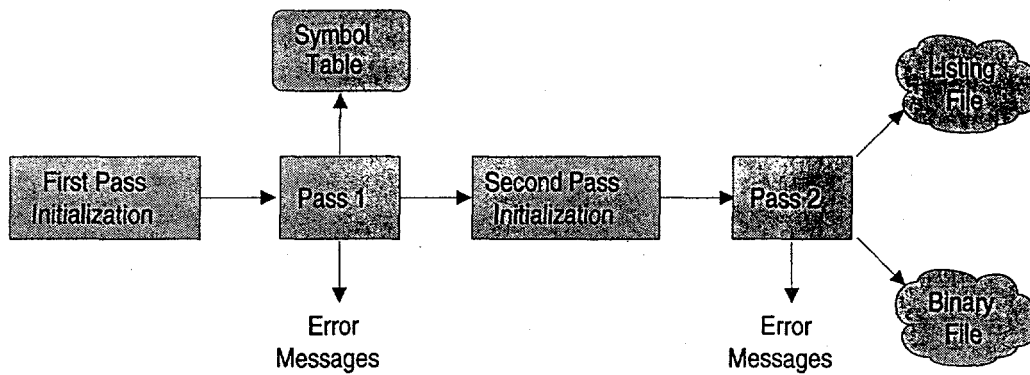 Symbol
Table
Listing
File
First Pass
Initialization
Pass 1
Second Pass
Initialization
Pass 2
Error
Messages
Error
Messages
Binary
File